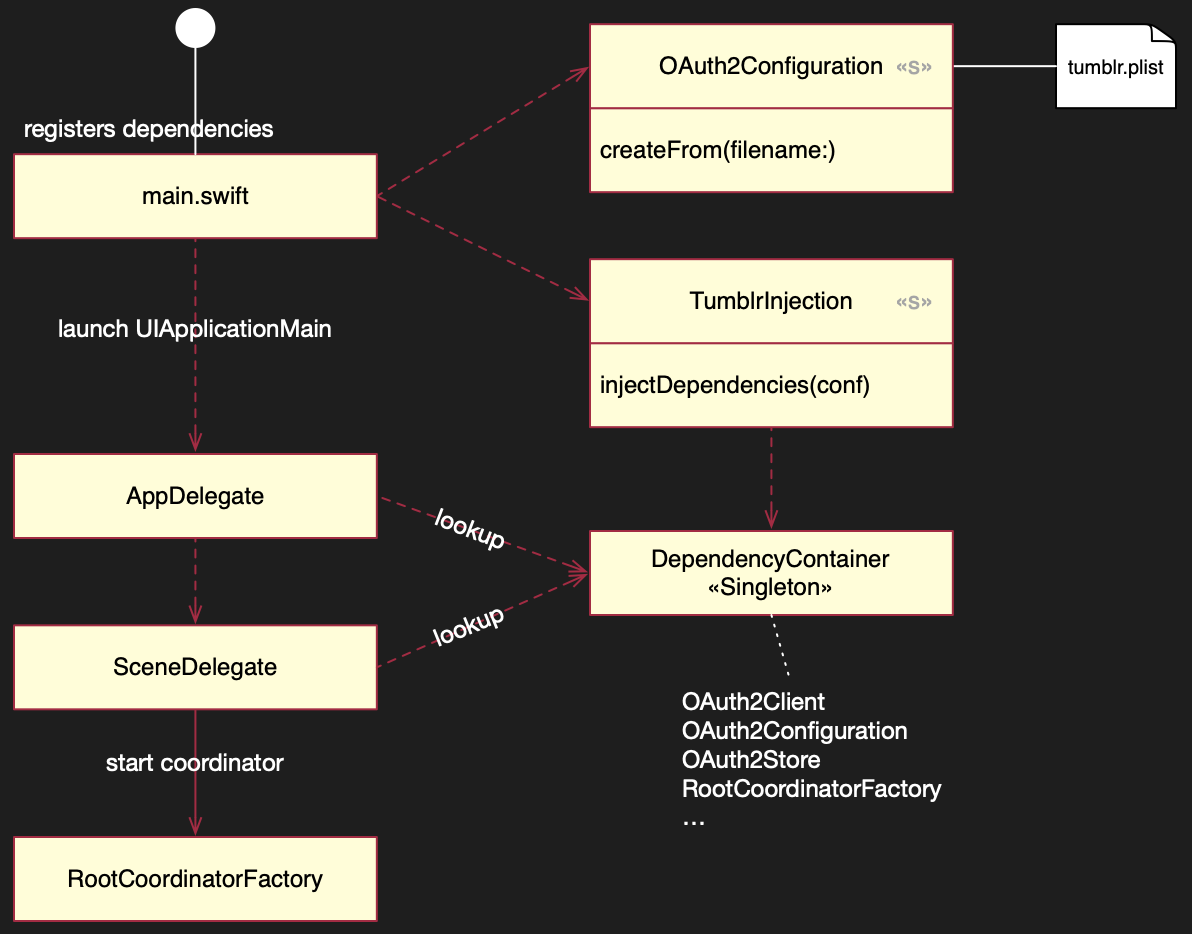 OAuth2Configuration «S»
tumblr.plist
registers dependencies
createFrom(filename:)
main.swift
TumblrInjection «S»
launch UIApplicationMain
injectDependencies(conf)
AppDelegate
lookup
DependencyContainer
«Singleton»
lookup
SceneDelegate
OAuth2Client
OAuth2Configuration
OAuth2Store
RootCoordinatorFactory
...
start coordinator
RootCoordinatorFactory